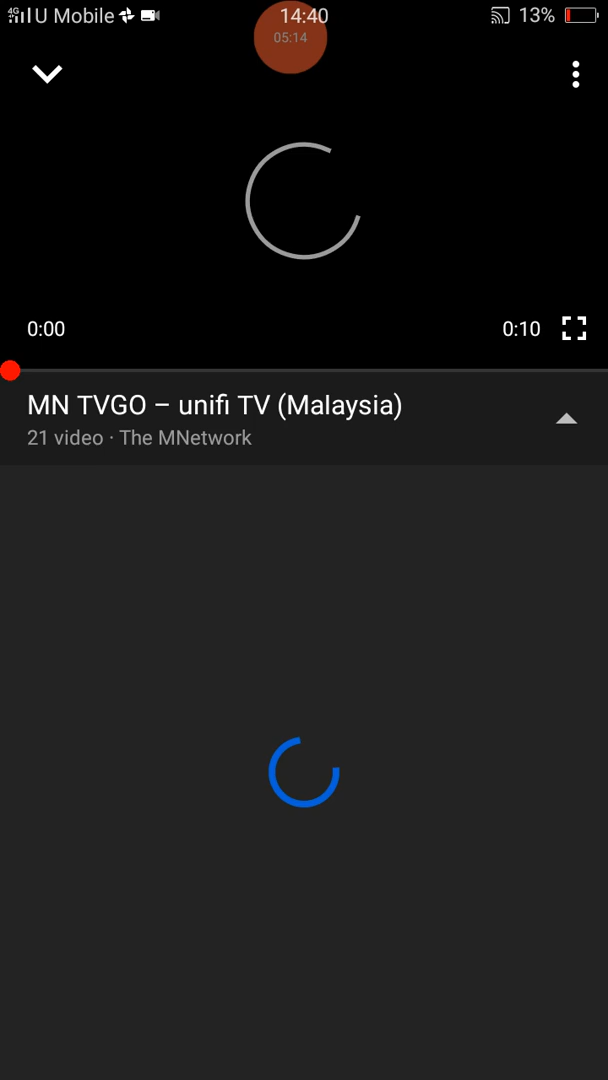 4G U Mobile 14:40 13%
05:14
0:00 0:10
MN TVGO – unifi TV (Malaysia)
21 video · The MNetwork